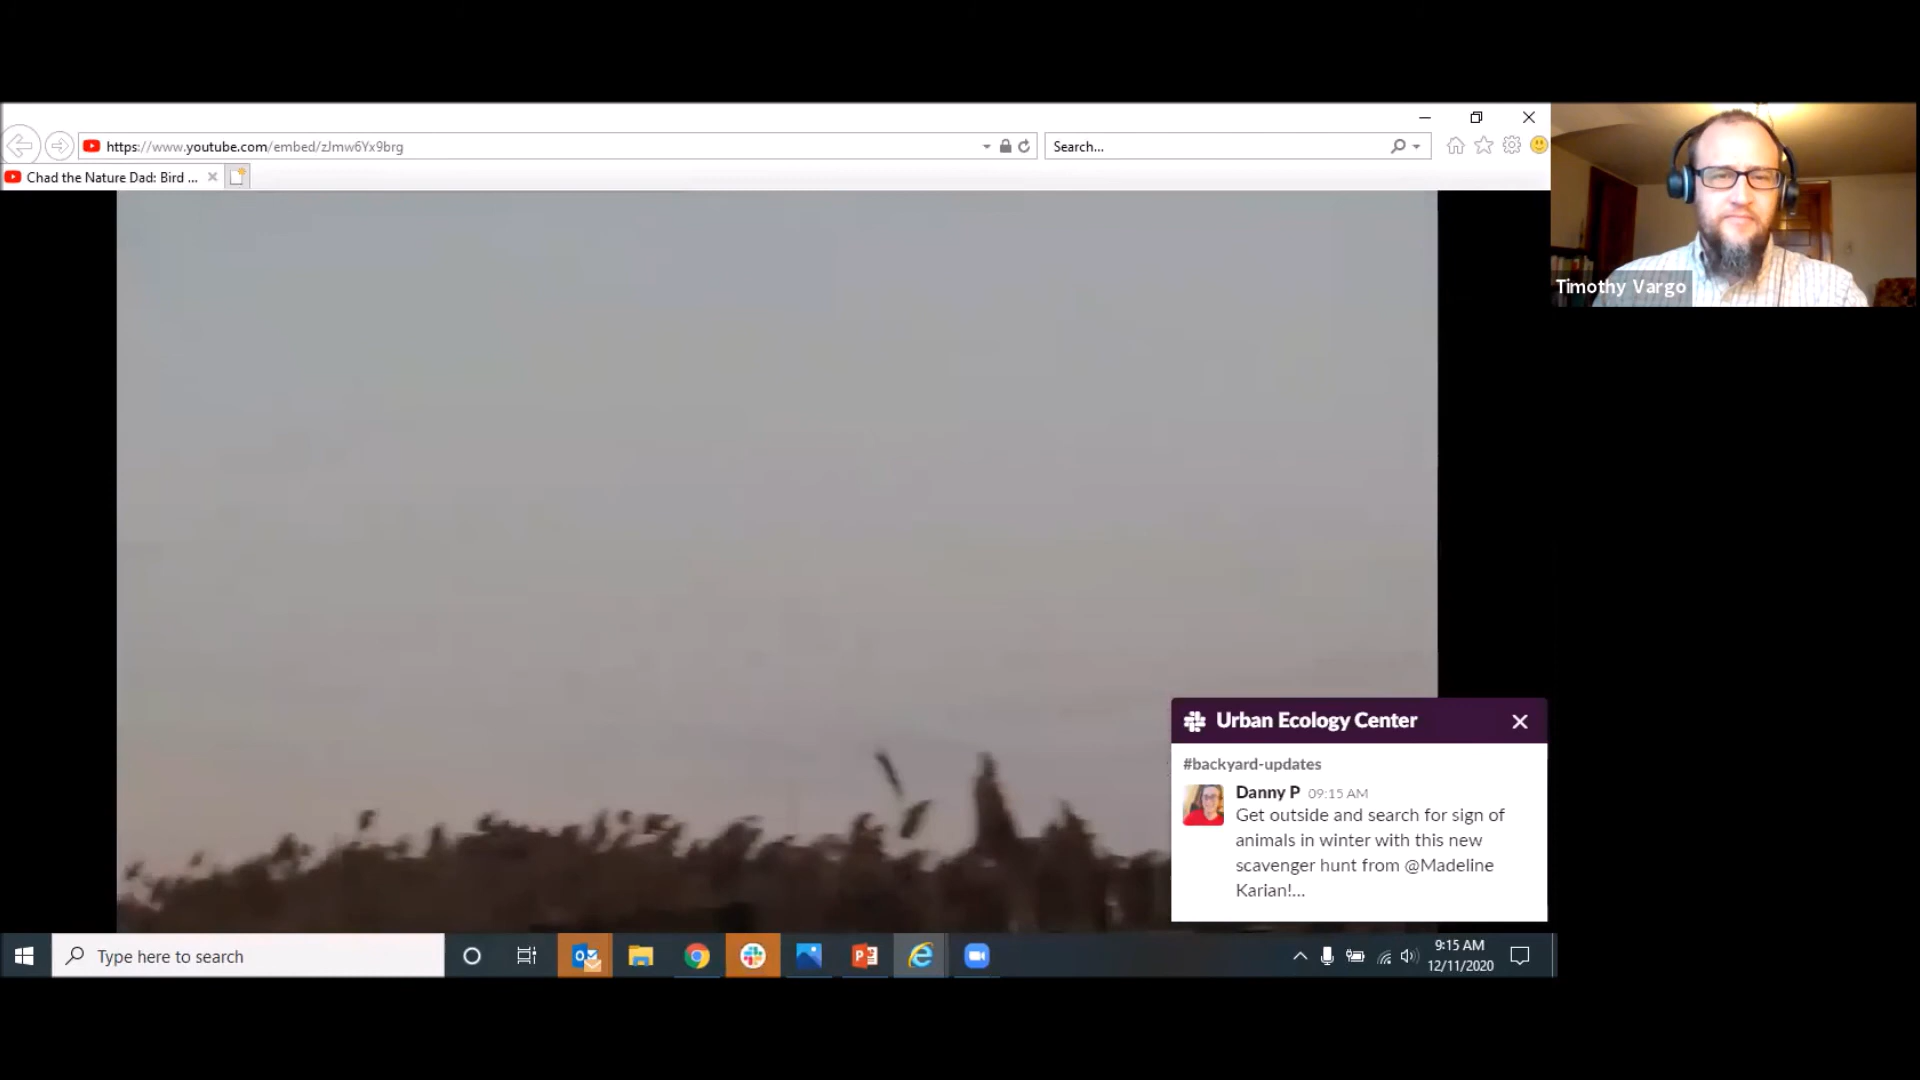 https://www.youtube.com/embed/zJmw6Yx9brg
Search...
Chad the Nature Dad: Bird ...
Timothy Vargo
Urban Ecology Center
#backyard-updates
Danny P 09:15 AM
Get outside and search for sign of
animals in winter with this new
scavenger hunt from @Madeline
Karian!...
Type here to search
9:15 AM
12/11/2020